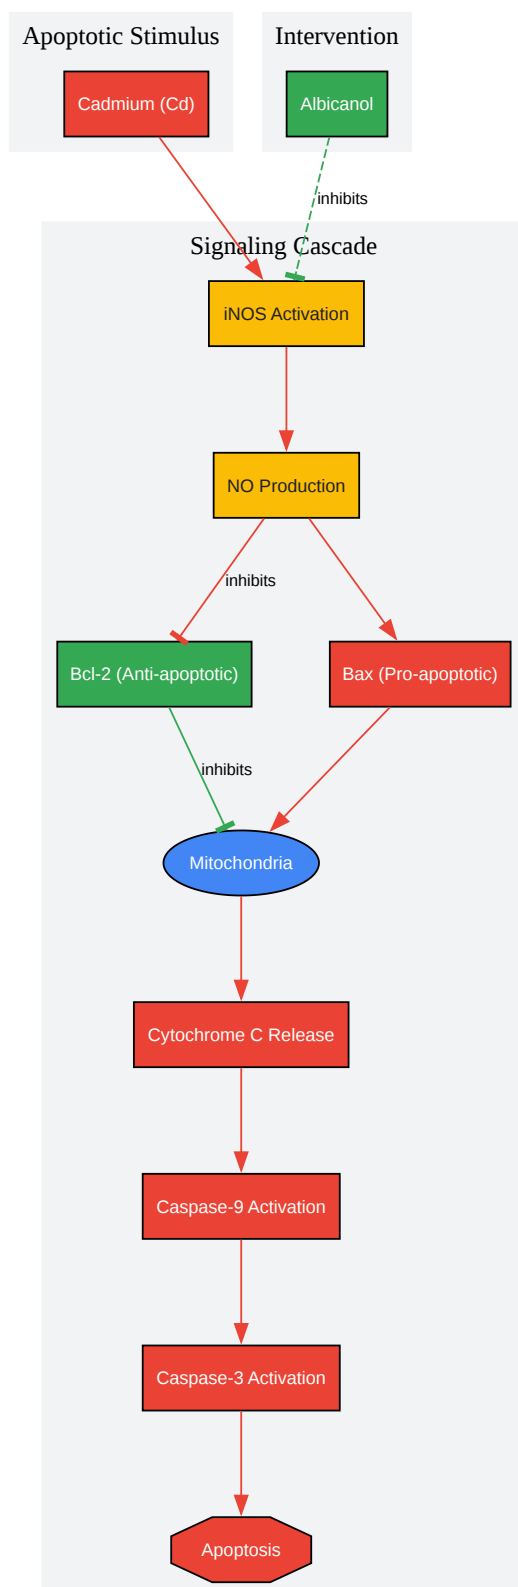 Apoptotic Stimulus
Intervention
Cadmium (Cd)
Albicanol
inhibits
Signaling Cascade
iNOS Activation
NO Production
inhibits
Bcl-2 (Anti-apoptotic)
Bax (Pro-apoptotic)
inhibits
Mitochondria
Cytochrome C Release
Caspase-9 Activation
Caspase-3 Activation
Apoptosis